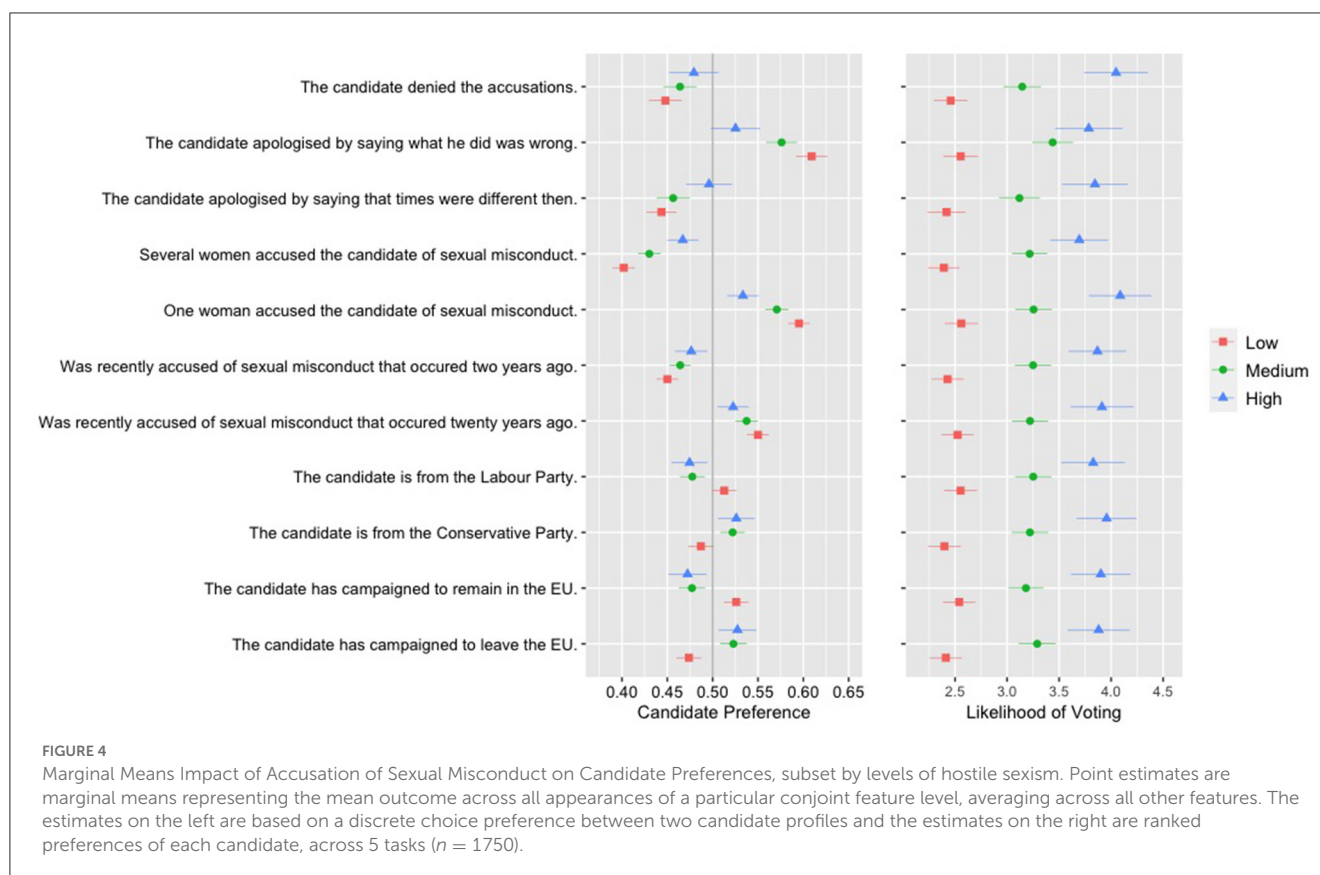 The candidate denied the accusations.
The candidate apologised by saying what he did was wrong.
The candidate apologised by saying that times were different then.
Several women accused the candidate of sexual misconduct.
One woman accused the candidate of sexual misconduct.
Was recently accused of sexual misconduct that occured two years ago.
Was recently accused of sexual misconduct that occured twenty years ago.
The candidate is from the Labour Party.
The candidate is from the Conservative Party.
The candidate has campaigned to remain in the EU.
The candidate has campaigned to leave the EU.
0.40 0.45 0.50 0.55 0.60 0.65
Candidate Preference
2.5 3.0 3.5 4.0 4.5
Likelihood of Voting
Low
Medium
High
FIGURE 4
Marginal Means Impact of Accusation of Sexual Misconduct on Candidate Preferences, subset by levels of hostile sexism. Point estimates are
marginal means representing the mean outcome across all appearances of a particular conjoint feature level, averaging across all other features. The
estimates on the left are based on a discrete choice preference between two candidate profiles and the estimates on the right are ranked
preferences of each candidate, across 5 tasks (n = 1750).